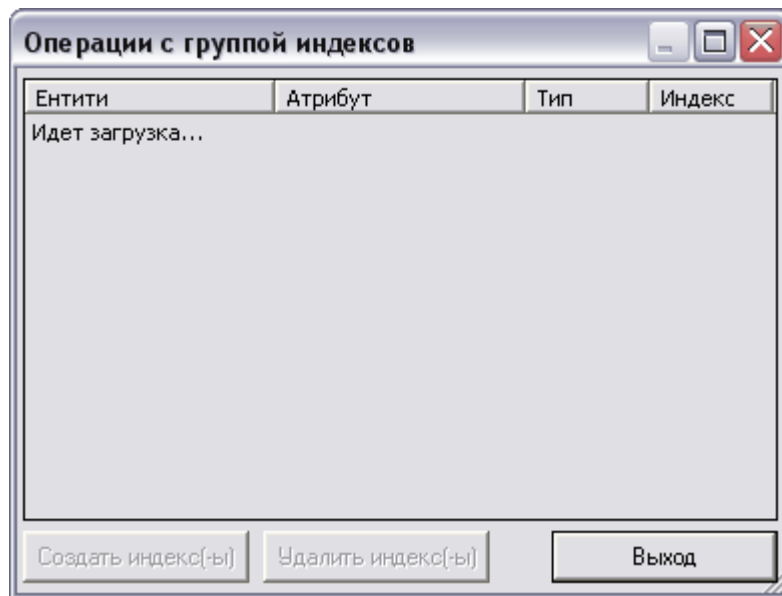 Операции с группой индексов
Ентити Атрибут Тип Индекс
Идет загрузка...
Создать индекс(-ы) Удалить индекс(-ы) Выход